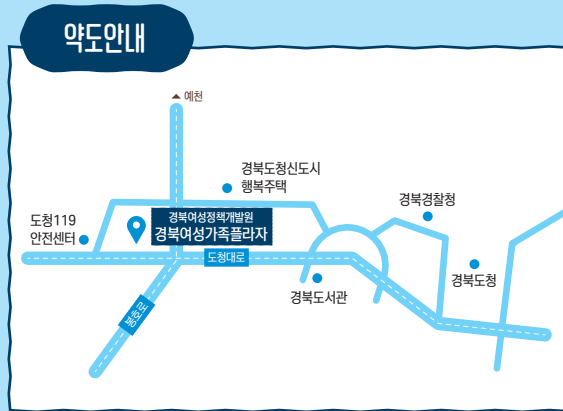 약도안내
▲ 예천
경북도청신도시
행복주택
경북경찰청
경북여성정책개발원
경북여성가족플라자
도청119
안전센터
도청대로
경북도청
경북도서관
봉호로